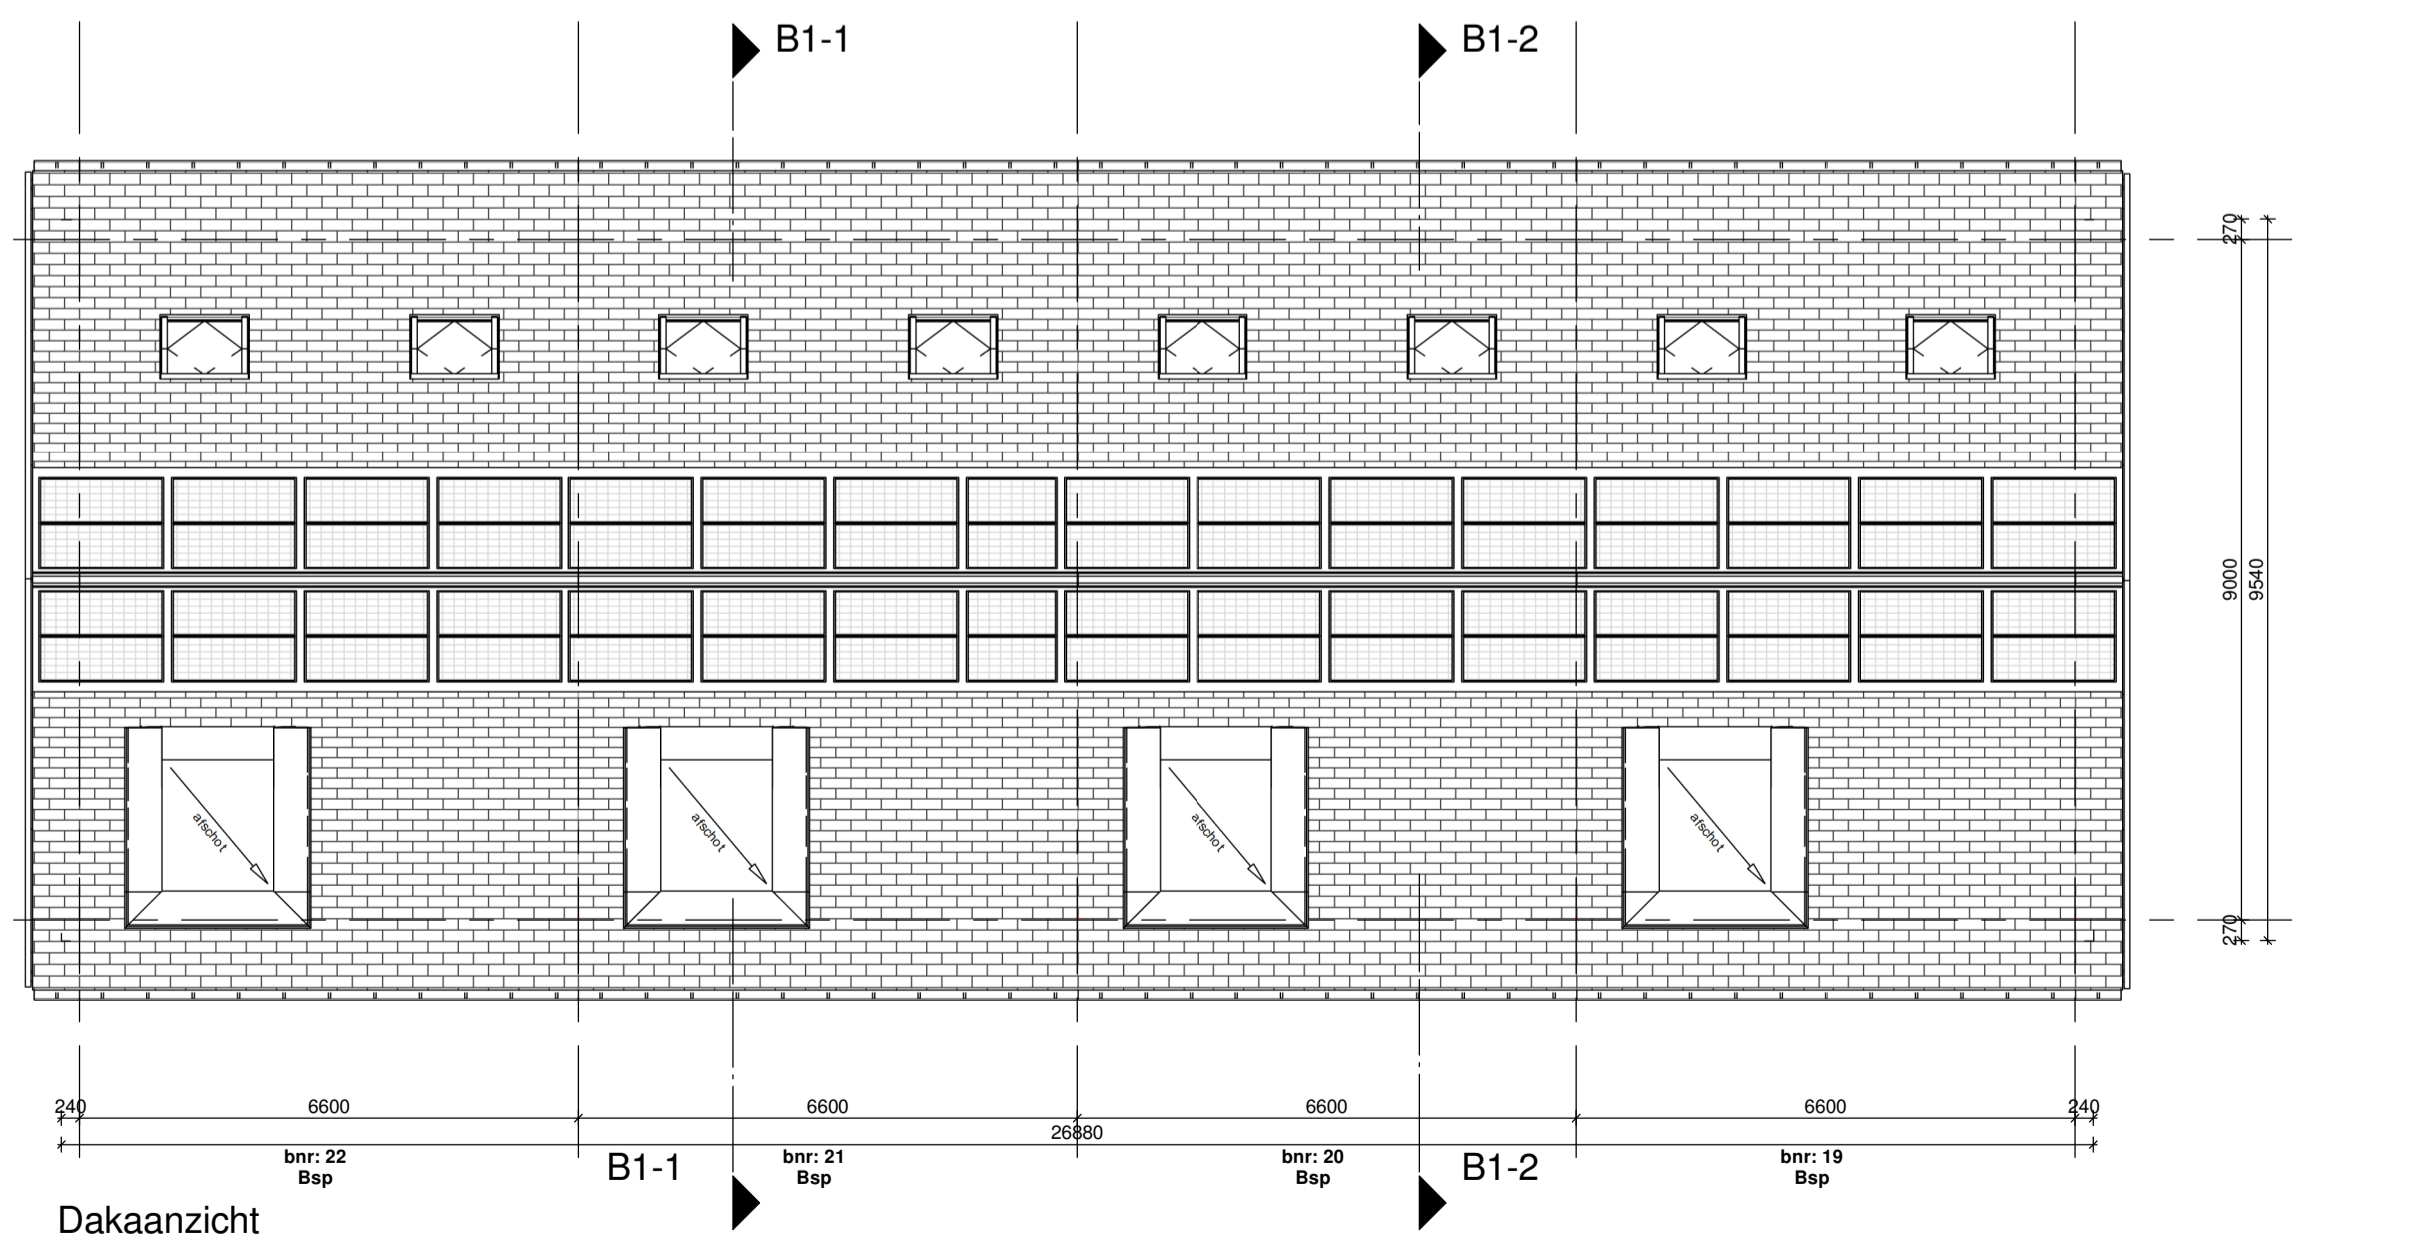 B1-1
B1-2
270
9000
9540
270
afschot
afschot
afschot
afschot
240
6600
6600
6600
6600
240
26880
bnr: 22
Bsp
B1-1
bnr: 21
Bsp
bnr: 20
Bsp
B1-2
bnr: 19
Bsp
Dakaanzicht